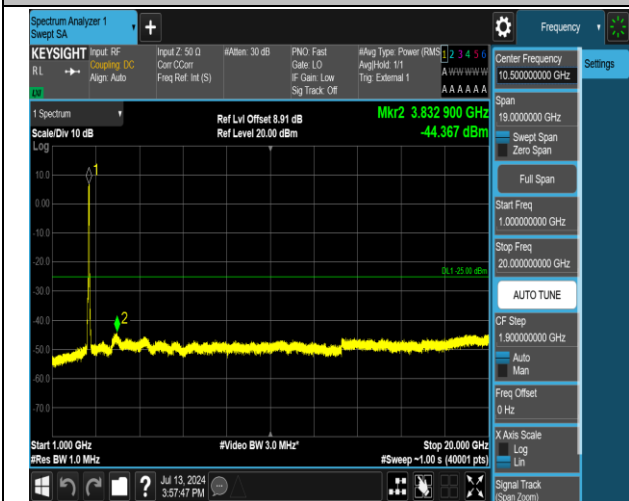 Spectrum Analyzer 1
Swept SA
+
Frequency
KEYSIGHT
RL
LXI
Input: RF
Coupling: DC
Align: Auto
Input Z: 50 Ω
Corr CCorr
Freq Ref: Int (S)
#Atten: 30 dB
PNO: Fast
Gate: LO
IF Gain: Low
Sig Track: Off
#Avg Type: Power (RMS
Avg|Hold: 1/1
Trig: External 1
1 2 3 4 5 6
A W W W W W
A A A A A A
1 Spectrum
Scale/Div 10 dB
Log
Ref Lvl Offset 8.91 dB
Ref Level 20.00 dBm
Mkr2 3.832 900 GHz
-44.367 dBm
10.0
0.00
-10.0
-20.0
-30.0
-40.0
-50.0
-60.0
-70.0
1
2
DL1 -25.00 dBm
Start 1.000 GHz
#Res BW 1.0 MHz
#Video BW 3.0 MHz*
Stop 20.000 GHz
#Sweep ~1.00 s (40001 pts)
Center Frequency
10.500000000 GHz
Settings
Span
19.0000000 GHz
Swept Span
Zero Span
Full Span
Start Freq
1.000000000 GHz
Stop Freq
20.000000000 GHz
AUTO TUNE
CF Step
1.900000000 GHz
Auto
Man
Freq Offset
0 Hz
X Axis Scale
Log
Lin
Signal Track
(Span Zoom)
?
Jul 13, 2024
3:57:47 PM